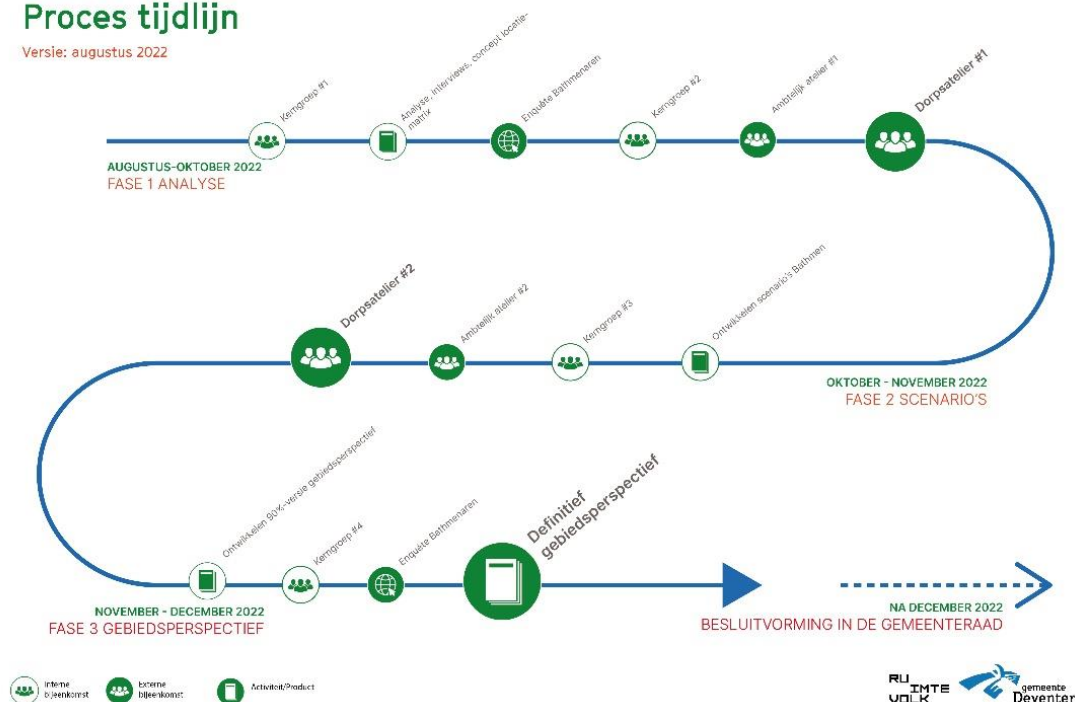 Proces tijdlijn
Versie: augustus 2022
Kerngroep #1
Analyse, interviews, concept locatie-
matrix
Enquête Bathmenaren
Kerngroep #2
Ambtelijk atelier #1
Dorpsatelier #1
AUGUSTUS-OKTOBER 2022
FASE 1 ANALYSE
Dorpsatelier #2
Ambtelijk atelier #2
Kerngroep #3
Ontwikkelen scenario's Bathmen
OKTOBER - NOVEMBER 2022
FASE 2 SCENARIO'S
Ontwikkelen 90%-versie gebiedsperspectief
Kerngroep #4
Enquête Bathmenaren
Definitief
gebiedsperspectief
NOVEMBER - DECEMBER 2022
FASE 3 GEBIEDSPERSPECTIEF
NA DECEMBER 2022
BESLUITVORMING IN DE GEMEENTERAAD
Interne
bijeenkomst
Externe
bijeenkomst
Activiteit/Product
RU
IMTE
VOLK
gemeente
Deventer